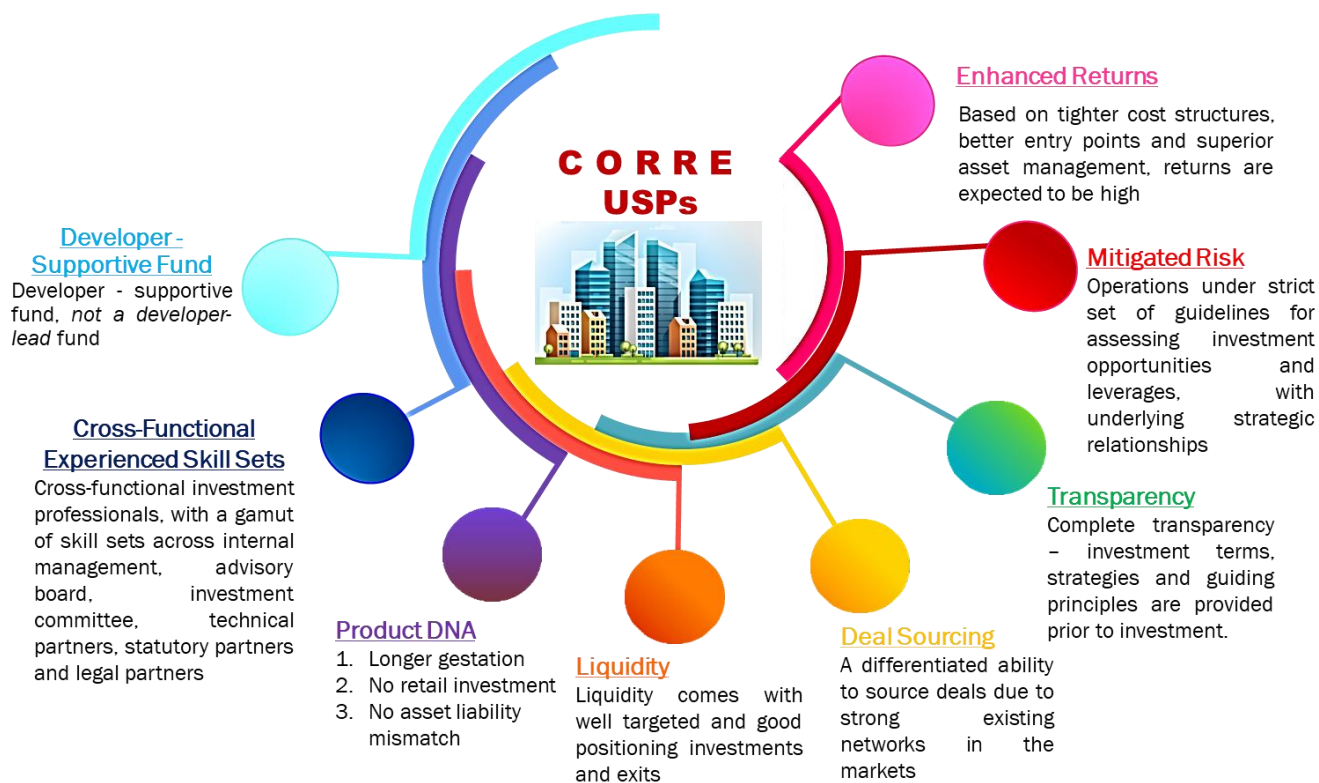 C O R R E
USPs
Developer -
Supportive Fund
Developer - supportive
fund, not a developer-
lead fund
Cross-Functional
Experienced Skill Sets
Cross-functional investment
professionals, with a gamut
of skill sets across internal
management, advisory
board, investment
committee, technical
partners, statutory partners
and legal partners
Product DNA
1. Longer gestation
2. No retail investment
3. No asset liability
mismatch
Liquidity
Liquidity comes with
well targeted and good
positioning investments
and exits
Deal Sourcing
A differentiated ability
to source deals due to
strong existing
networks in the
markets
Transparency
Complete transparency
– investment terms,
strategies and guiding
principles are provided
prior to investment.
Mitigated Risk
Operations under strict
set of guidelines for
assessing investment
opportunities and
leverages, with
underlying strategic
relationships
Enhanced Returns
Based on tighter cost structures,
better entry points and superior
asset management, returns are
expected to be high